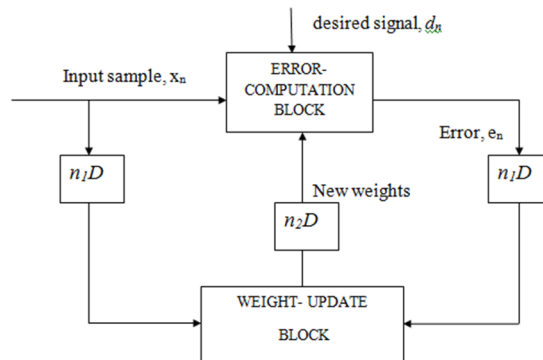 desired signal, dn
Input sample, xn
ERROR-
COMPUTATION
BLOCK
Error, en
n1D
n1D
New weights
n2D
WEIGHT- UPDATE
BLOCK